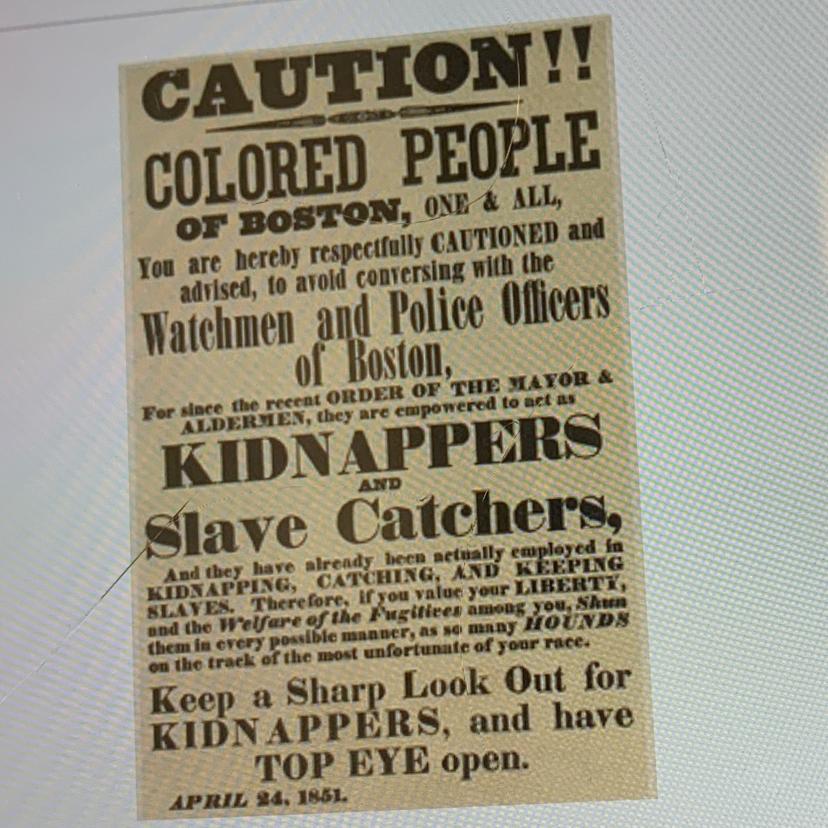 CAUTION!!
COLORED PEOPLE
OF BOSTON, ONE & ALL,
You are hereby respectfully CAUTIONED and
advised, to avoid conversing with the
Watchmen and Police Officers
of Boston,
For since the recent ORDER OF THE MAYOR &
ALDERMEN, they are empowered to act as
KIDNAPPERS
AND
Slave Catchers,
And they have already been actually employed in
KIDNAPPING, CATCHING, AND KEEPING
SLAVES. Therefore, if you value your LIBERTY,
and the Welfare of the Fugitives among you, Shun
them in every possible manner, as so many HOUNDS
on the track of the most unfortunate of your race.
Keep a Sharp Look Out for
KIDNAPPERS, and have
TOP EYE open.
APRIL 24, 1851.